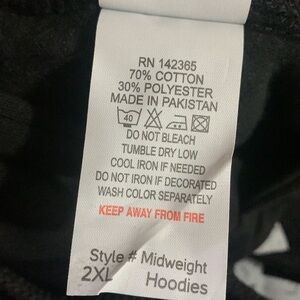 RN 142365
70% COTTON
30% POLYESTER
MADE IN PAKISTAN
40
DO NOT BLEACH
TUMBLE DRY LOW
COOL IRON IF NEEDED
DO NOT IRON IF DECORATED
WASH COLOR SEPARATELY
KEEP AWAY FROM FIRE
Style # Midweight
2XL Hoodies